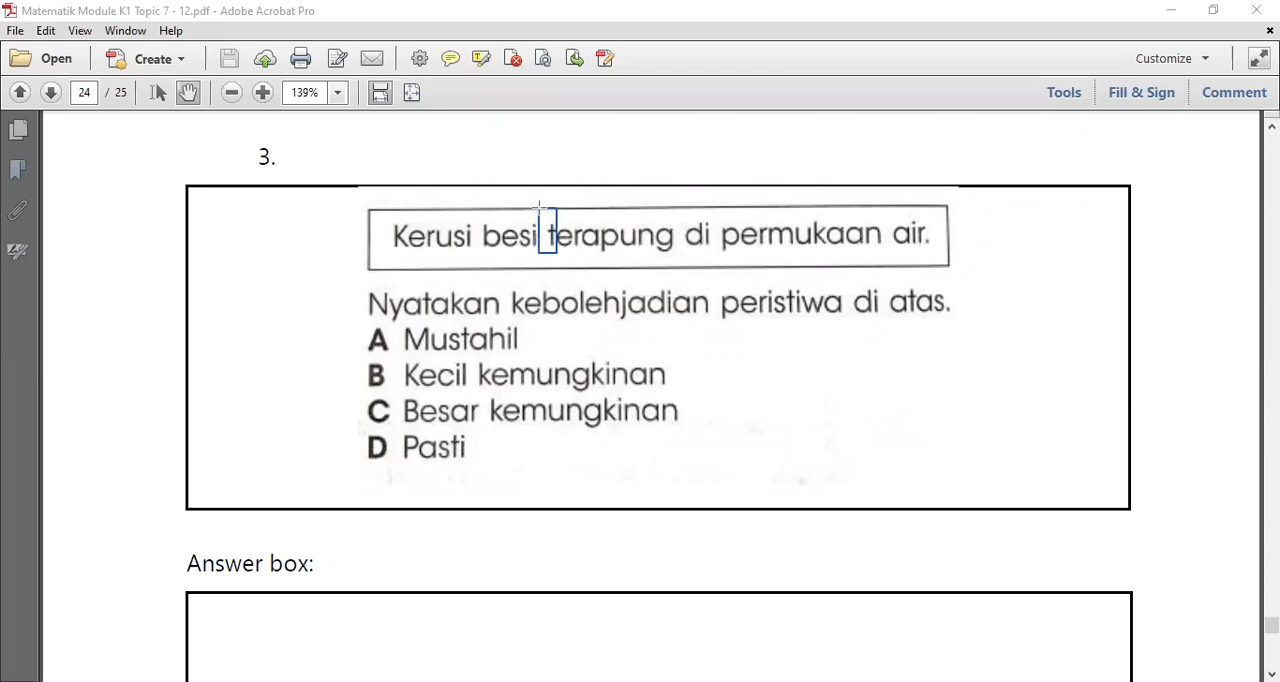 Matematik Module K1 Topic 7 - 12.pdf - Adobe Acrobat Pro
File Edit View Window Help
Open Create Customize
24 / 25 139% Tools Fill & Sign Comment
3.
Kerusi besi terapung di permukaan air.
Nyatakan kebolehjadian peristiwa di atas.
A Mustahil
B Kecil kemungkinan
C Besar kemungkinan
D Pasti
Answer box: